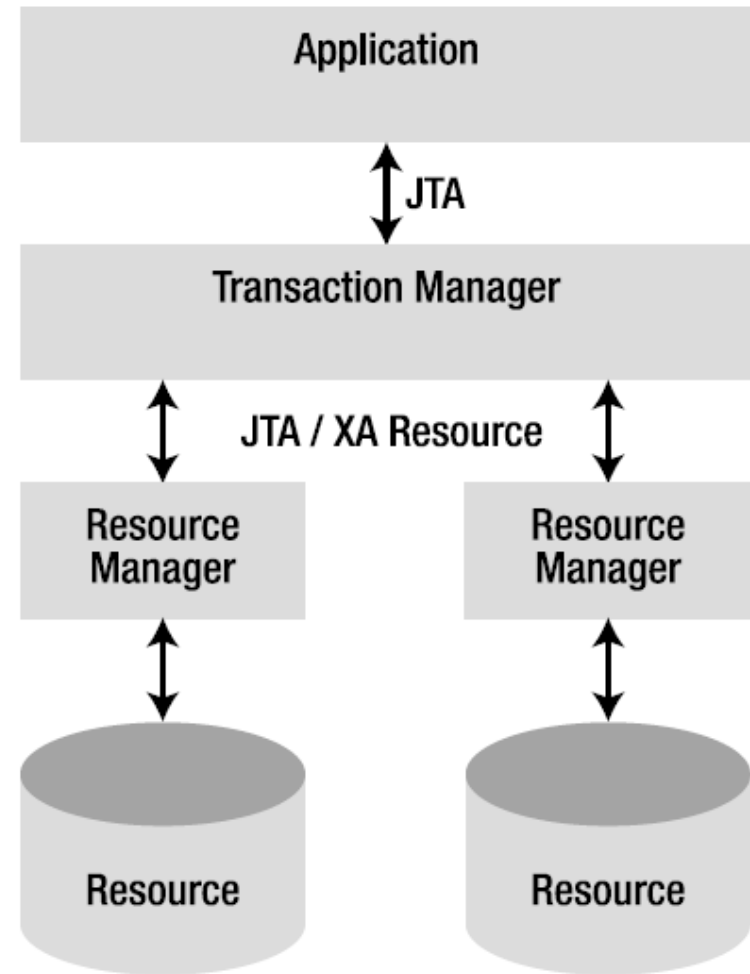 Application
JTA
Transaction Manager
JTA / XA Resource
Resource
Manager
Resource
Manager
Resource
Resource